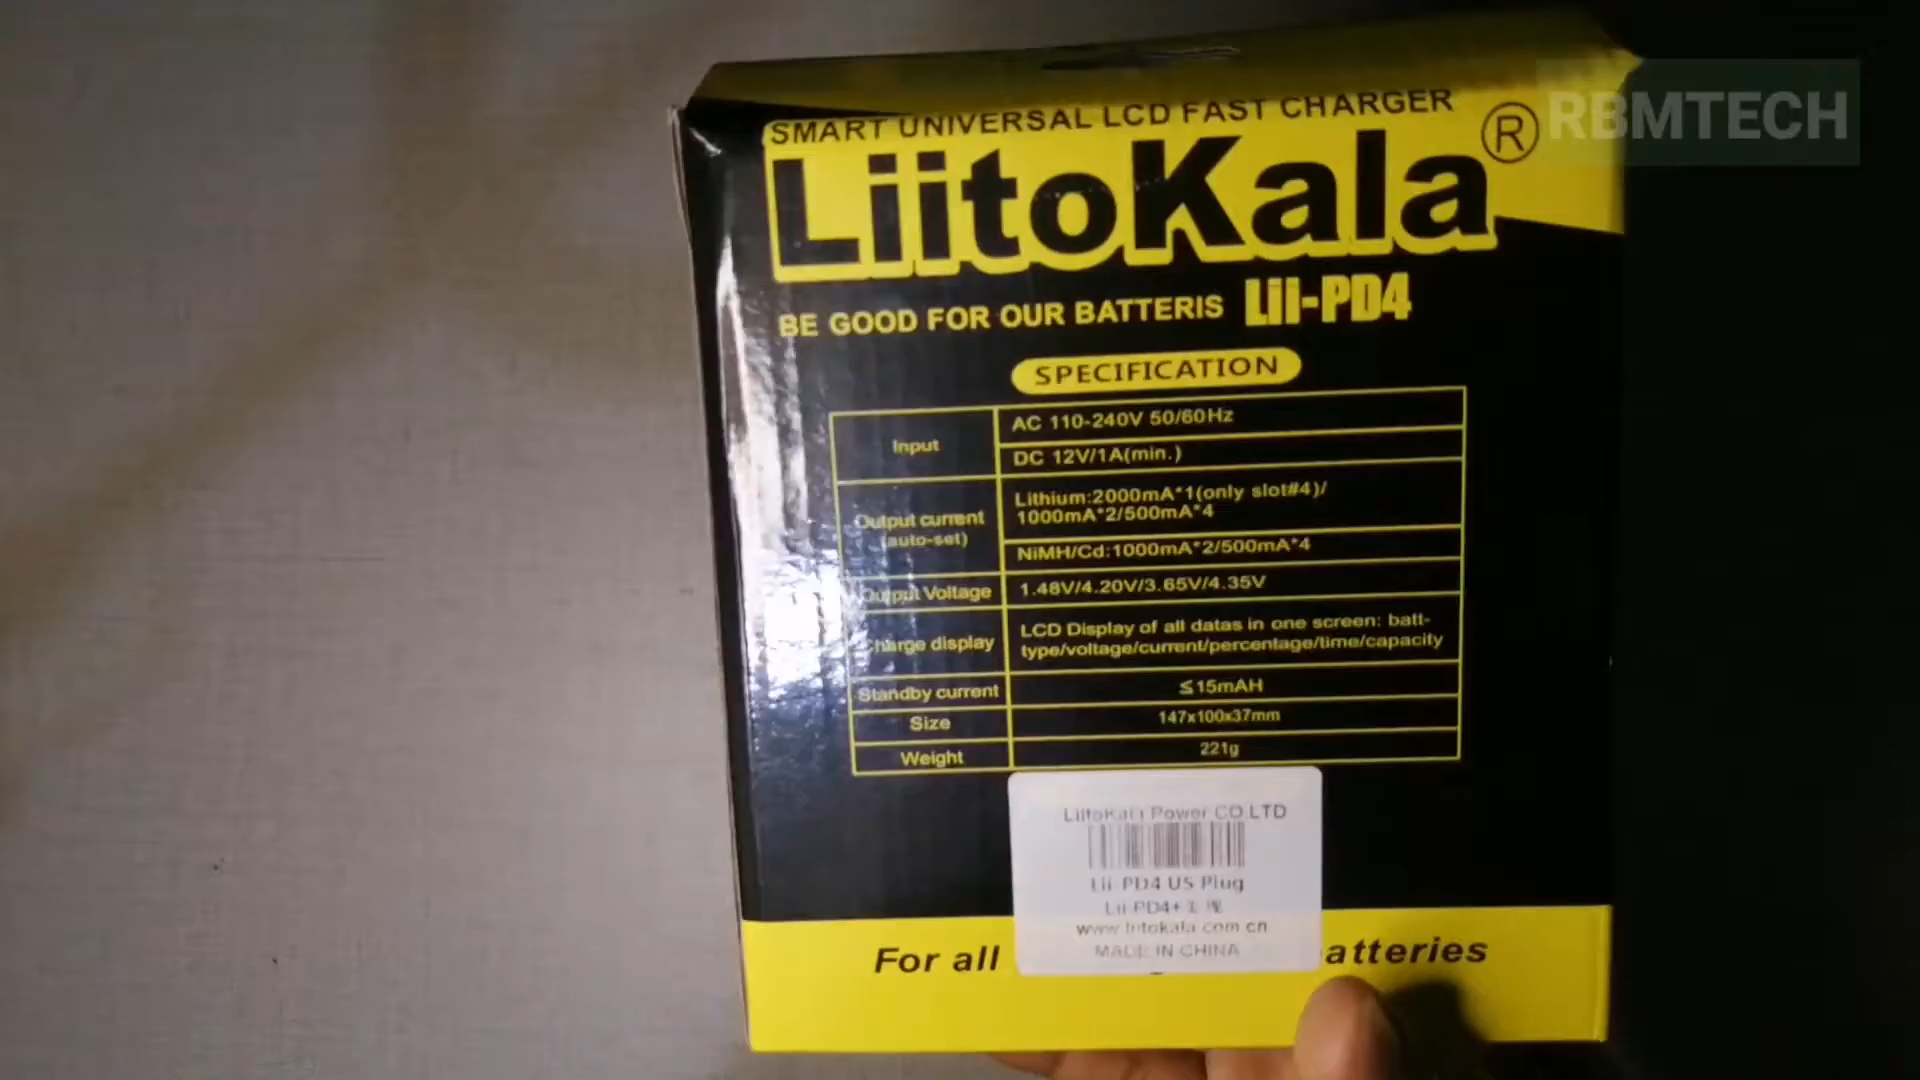 RBMTECH
SMART UNIVERSAL LCD FAST CHARGER
LiitoKala®
BE GOOD FOR OUR BATTERIS Lii-PD4
SPECIFICATION
Input
AC 110-240V 50/60Hz
DC 12V/1A(min.)
Output current
(auto-set)
Lithium:2000mA*1(only slot#4)/
1000mA*2/500mA*4
NiMH/Cd:1000mA*2/500mA*4
Output Voltage
1.48V/4.20V/3.65V/4.35V
Charge display
LCD Display of all datas in one screen: batt-
type/voltage/current/percentage/time/capacity
Standby current
≤15mAH
Size
147x100x37mm
Weight
221g
LiitoKala Power CO.LTD
Lii-PD4 US Plug
Lii-PD4+
www.liitokala.com.cn
MADE IN CHINA
For all atteries